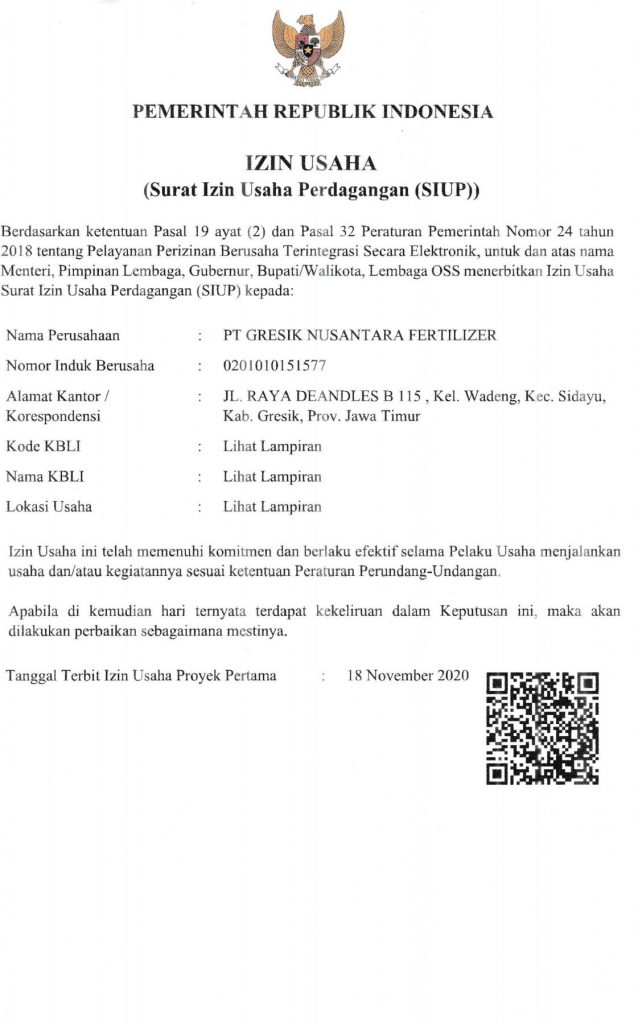 PEMERINTAH REPUBLIK INDONESIA
IZIN USAHA
(Surat Izin Usaha Perdagangan (SIUP))
Berdasarkan ketentuan Pasal 19 ayat (2) dan Pasal 32 Peraturan Pemerintah Nomor 24 tahun
2018 tentang Pelayanan Perizinan Berusaha Terintegrasi Secara Elektronik, untuk dan atas nama
Menteri, Pimpinan Lembaga, Gubernur, Bupati/Walikota, Lembaga OSS menerbitkan Izin Usaha
Surat Izin Usaha Perdagangan (SIUP) kepada:
Nama Perusahaan : PT GRESIK NUSANTARA FERTILIZER
Nomor Induk Berusaha : 0201010151577
Alamat Kantor / : JL. RAYA DEANDLES B 115 , Kel. Wadeng, Kec. Sidayu,
Korespondensi Kab. Gresik, Prov. Jawa Timur
Kode KBLI : Lihat Lampiran
Nama KBLI : Lihat Lampiran
Lokasi Usaha : Lihat Lampiran
Izin Usaha ini telah memenuhi komitmen dan berlaku efektif selama Pelaku Usaha menjalankan
usaha dan/atau kegiatannya sesuai ketentuan Peraturan Perundang-Undangan.
Apabila di kemudian hari ternyata terdapat kekeliruan dalam Keputusan ini, maka akan
dilakukan perbaikan sebagaimana mestinya.
Tanggal Terbit Izin Usaha Proyek Pertama : 18 November 2020